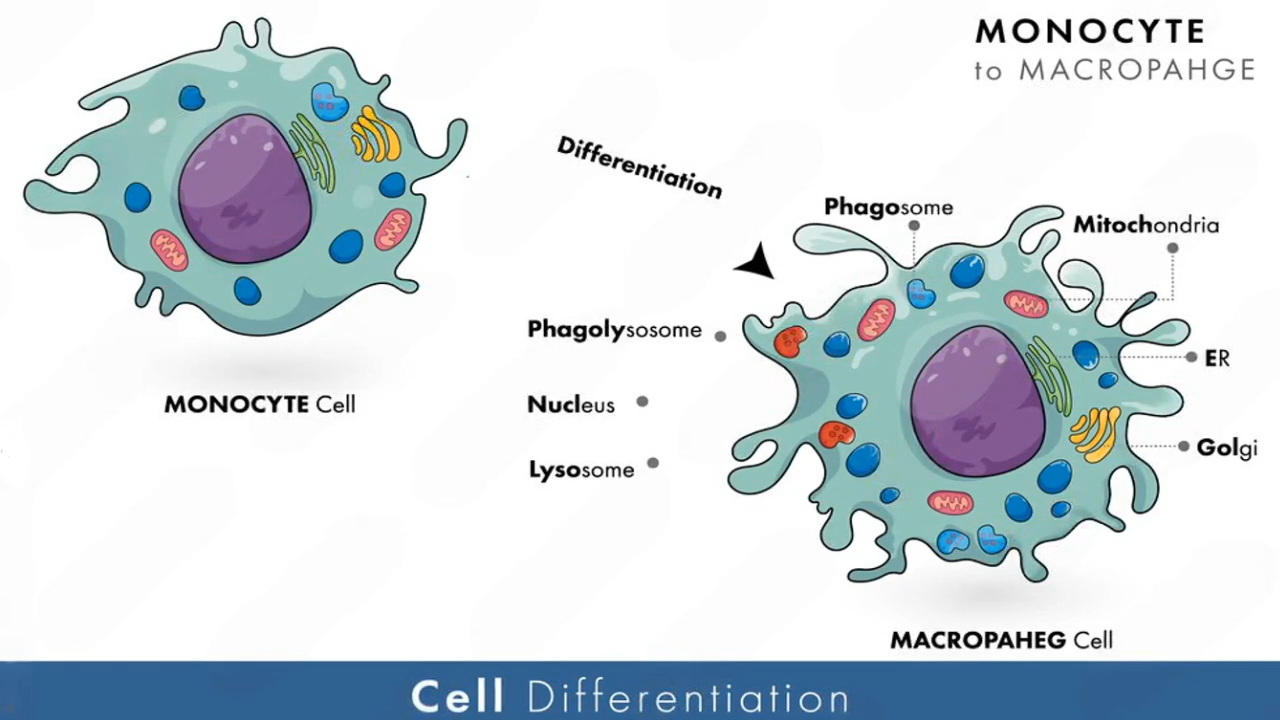 MONOCYTE
to MACROPAHGE
Differentiation
Phagosome
Mitochondria
Phagolysosome
ER
Nucleus
Golgi
Lysosome
MONOCYTE Cell
MACROPAHEG Cell
Cell Differentiation